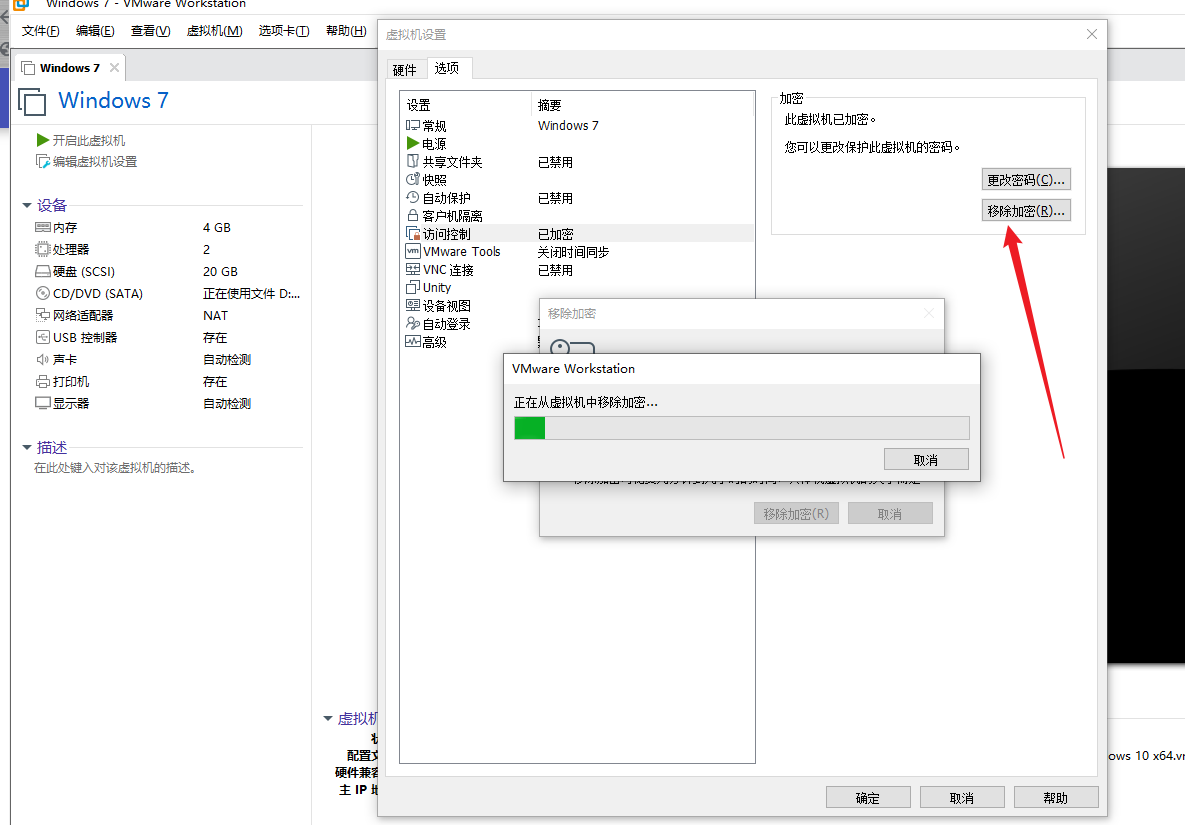 Windows 7 - VMware Workstation
文件(F) 编辑(E) 查看(V) 虚拟机(M) 选项卡(T) 帮助(H)
Windows 7
Windows 7
开启此虚拟机
编辑虚拟机设置
设备
内存 4 GB
处理器 2
硬盘 (SCSI) 20 GB
CD/DVD (SATA) 正在使用文件 D:...
网络适配器 NAT
USB 控制器 存在
声卡 自动检测
打印机 存在
显示器 自动检测
描述
在此处键入对该虚拟机的描述。
虚拟机
配置文
硬件兼容
主 IP 地
ows 10 x64.vr
虚拟机设置
硬件 选项
设置 摘要
常规 Windows 7
电源
共享文件夹 已禁用
快照
自动保护 已禁用
客户机隔离
访问控制 已加密
VMware Tools 关闭时间同步
VNC 连接 已禁用
Unity
设备视图
自动登录
高级
加密
此虚拟机已加密。
您可以更改保护此虚拟机的密码。
更改密码(C)...
移除加密(R)...
移除加密
VMware Workstation
正在从虚拟机中移除加密...
取消
移除加密(R) 取消
确定 取消 帮助